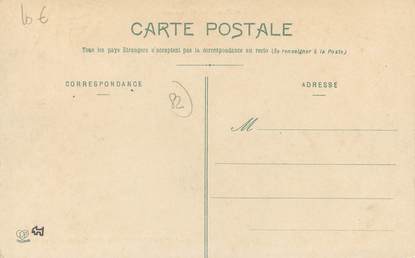 10 €
CARTE POSTALE
Tous les pays Etrangers n'acceptent pas la correspondance au recto (Se renseigner à la Poste)
CORRESPONDANCE
ADRESSE
82
M